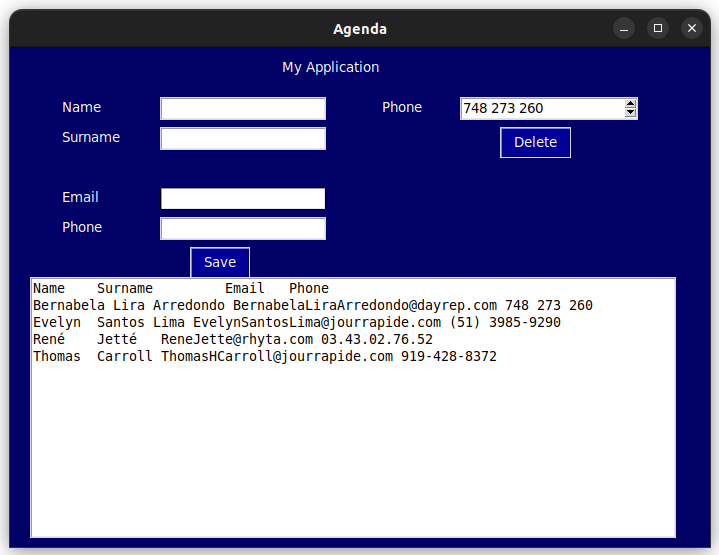 Agenda
My Application
Name
Phone
748 273 260
Surname
Delete
Email
Phone
Save
Name Surname Email Phone
Bernabela Lira Arredondo BernabelaLiraArredondo@dayrep.com 748 273 260
Evelyn Santos Lima EvelynSantosLima@jourrapide.com (51) 3985-9290
René Jetté ReneJette@rhyta.com 03.43.02.76.52
Thomas Carroll ThomasHCarroll@jourrapide.com 919-428-8372